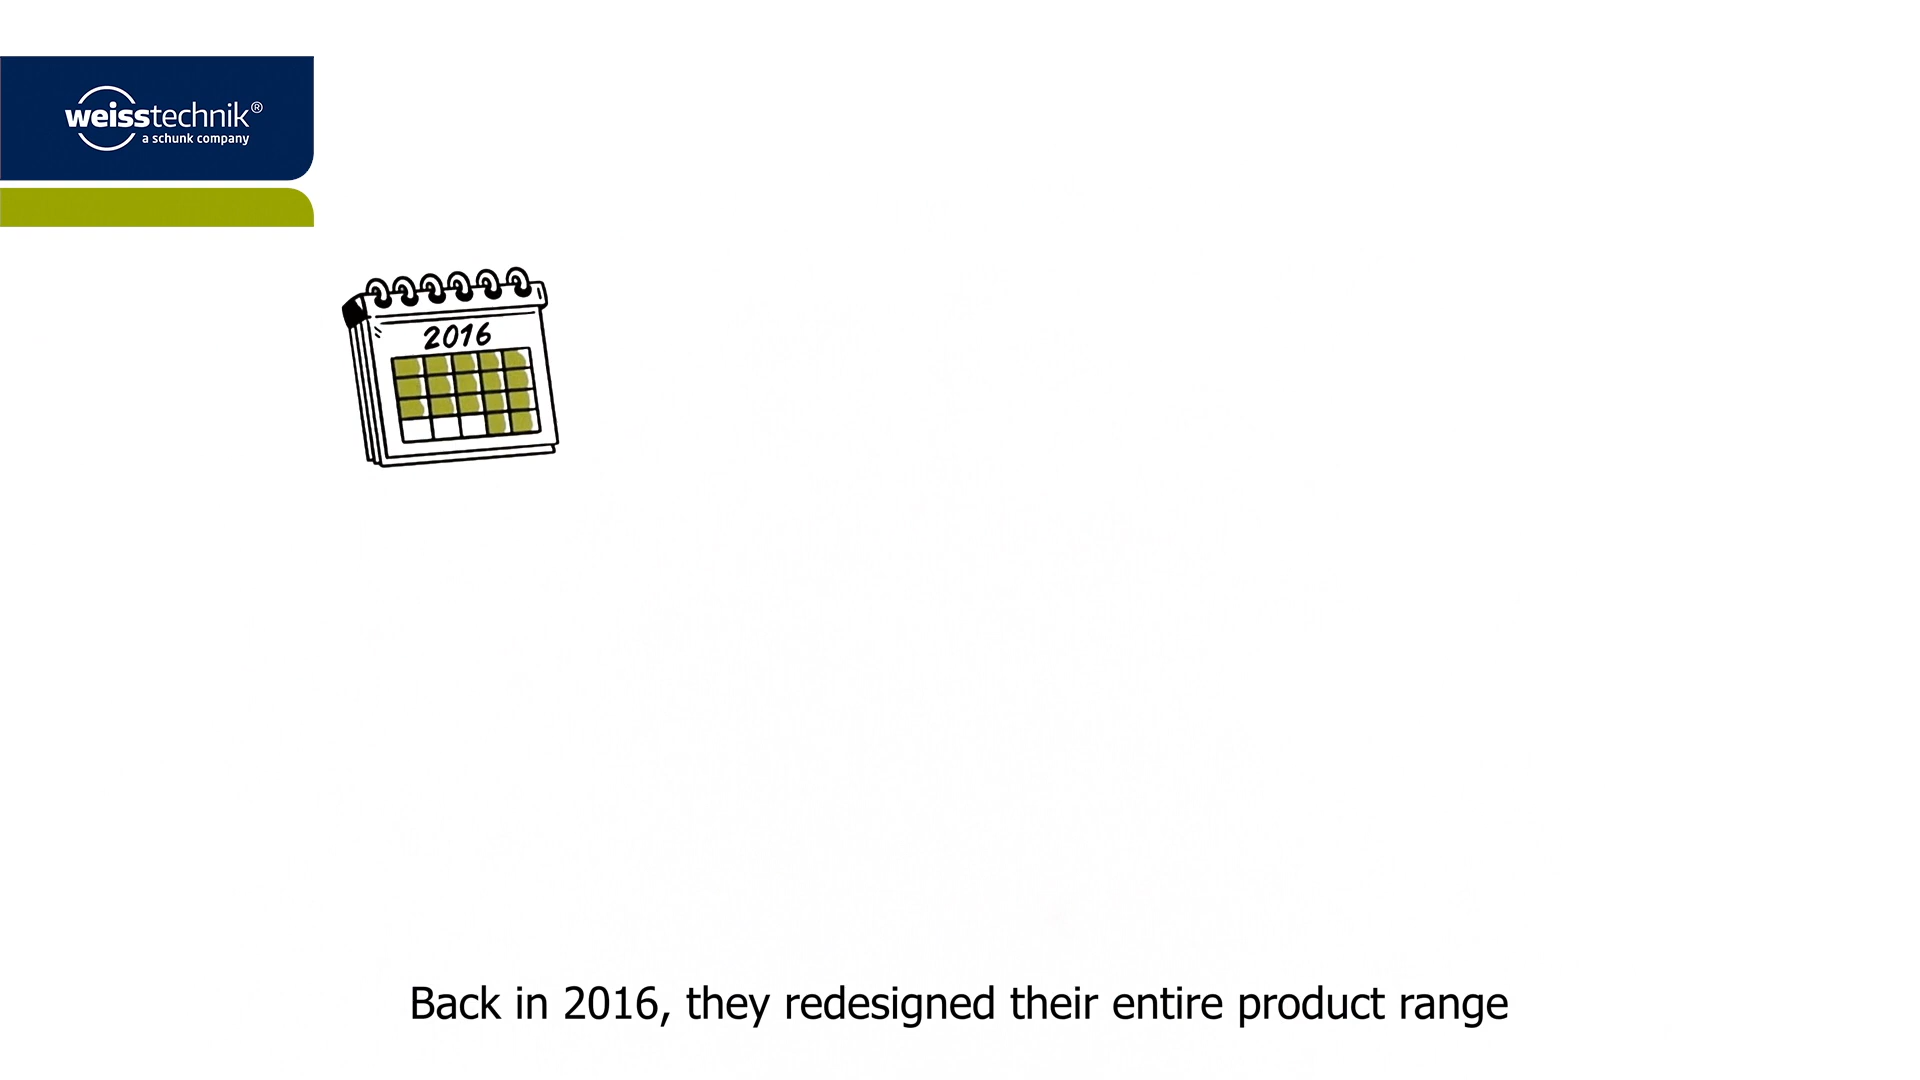 weisstechnik®
a schunk company
2016
Back in 2016, they redesigned their entire product range